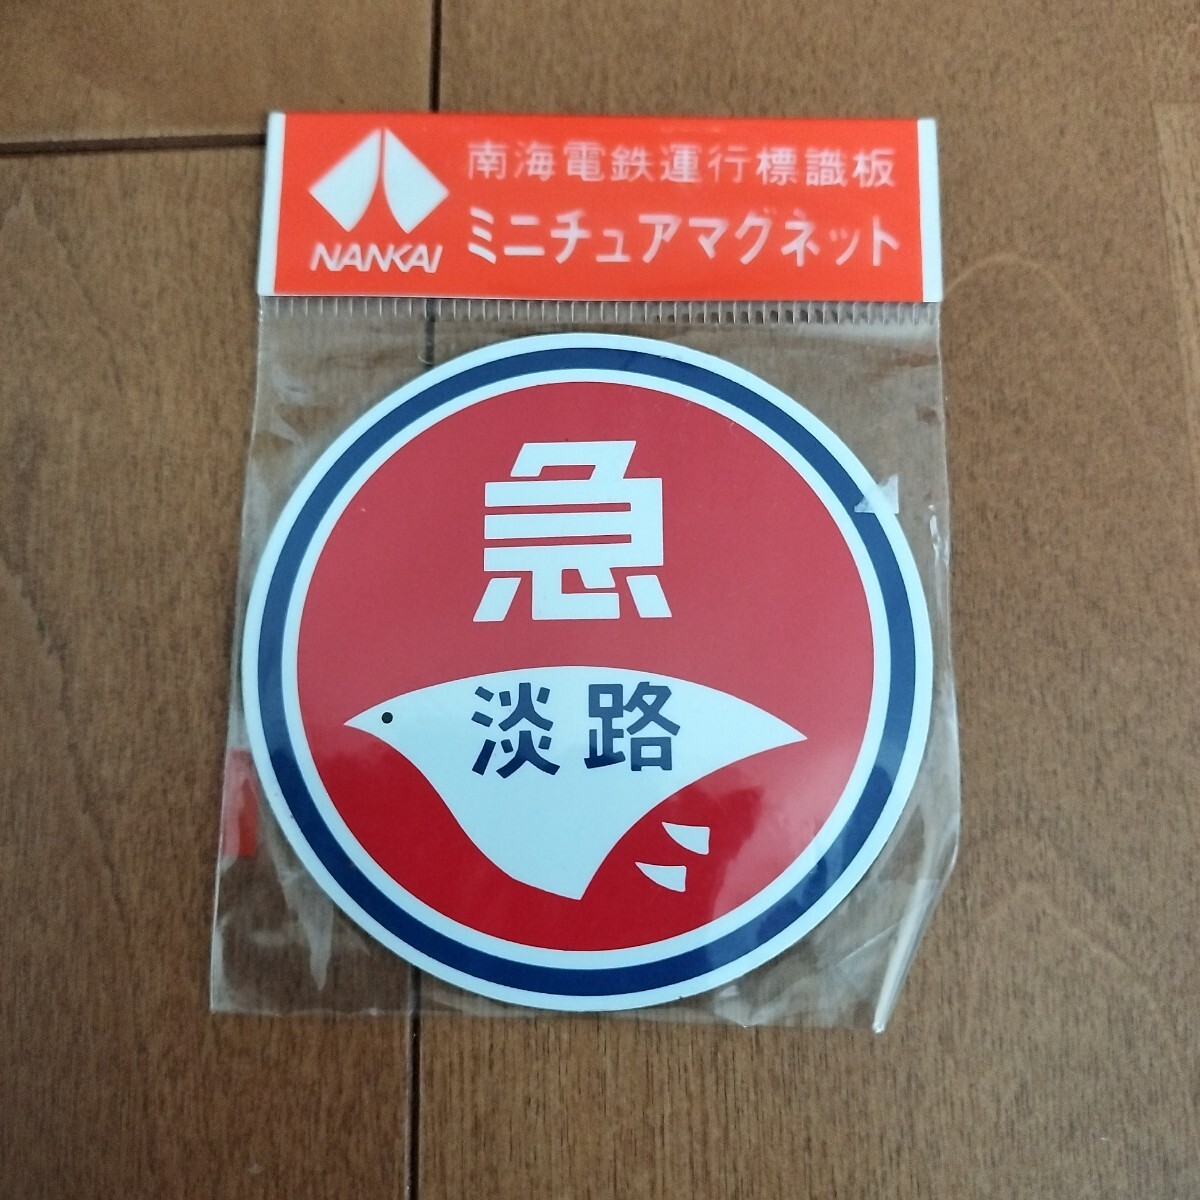 南海電鉄運行標識板
ミニチュアマグネット
NANKAI
急
淡路